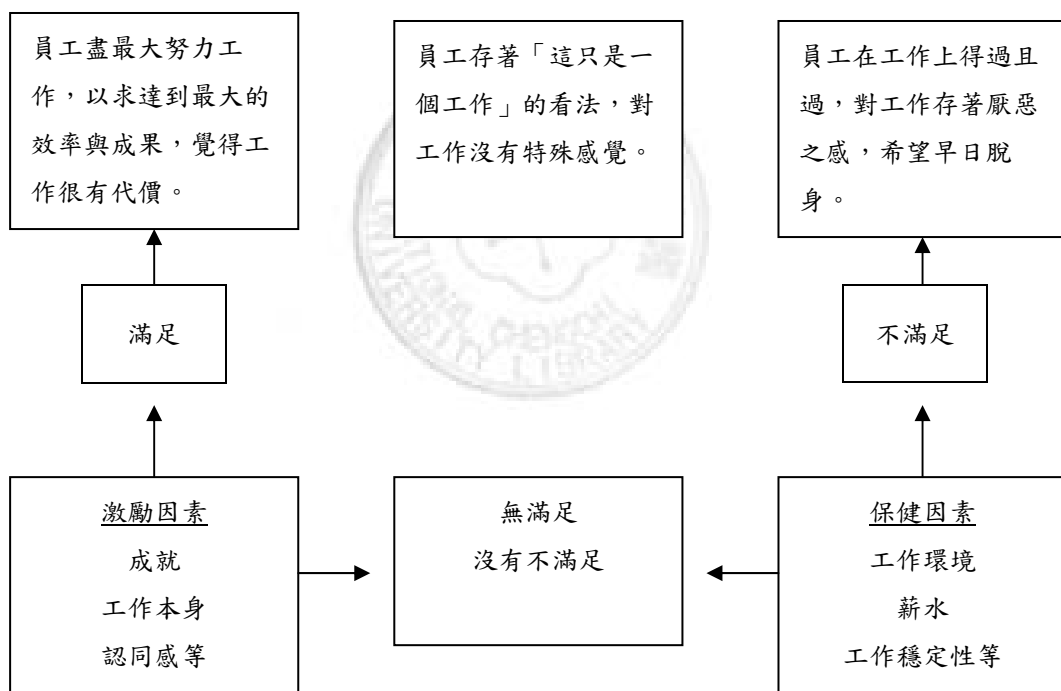 員工盡最大努力工
作，以求達到最大的
效率與成果，覺得工
作很有代價。
員工存著「這只是一
個工作」的看法，對
工作沒有特殊感覺。
員工在工作上得過且
過，對工作存著厭惡
之感，希望早日脫
身。
滿足
不滿足
激勵因素
成就
工作本身
認同感等
無滿足
沒有不滿足
保健因素
工作環境
薪水
工作穩定性等
UNIVERSITY LIBRARY